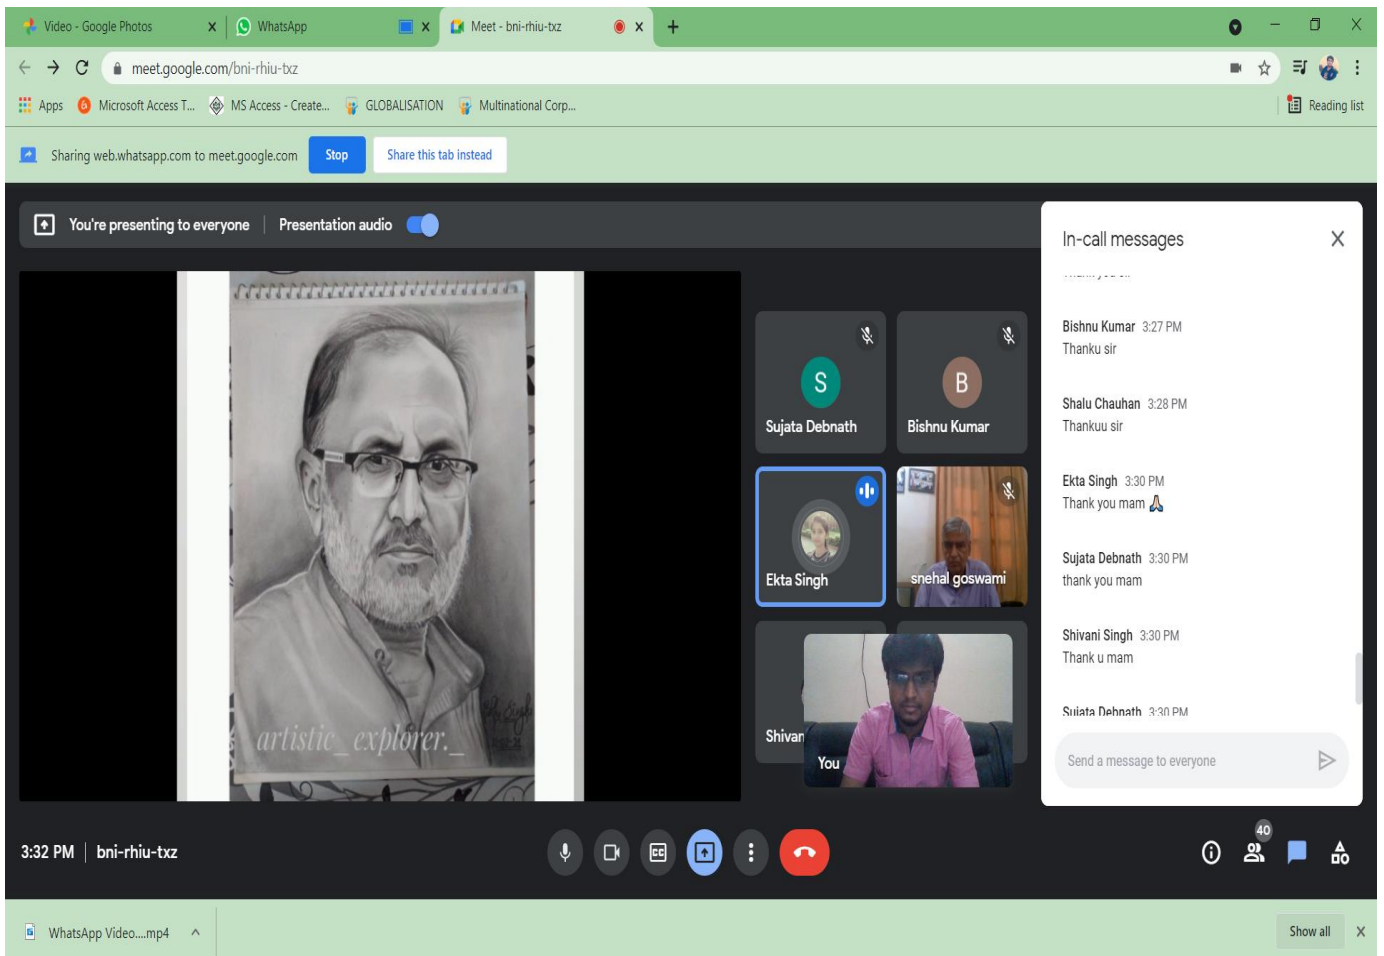 Video - Google Photos
WhatsApp
Meet - bni-rhiu-txz
meet.google.com/bni-rhiu-txz
Apps
Microsoft Access T...
MS Access - Create...
GLOBALISATION
Multinational Corp...
Reading list
Sharing web.whatsapp.com to meet.google.com
Stop
Share this tab instead
You're presenting to everyone
Presentation audio
artistic_explorer._
S
Sujata Debnath
B
Bishnu Kumar
Ekta Singh
snehal goswami
Shivan
You
In-call messages
Bishnu Kumar 3:27 PM
Thanku sir
Shalu Chauhan 3:28 PM
Thankuu sir
Ekta Singh 3:30 PM
Thank you mam 🙏
Sujata Debnath 3:30 PM
thank you mam
Shivani Singh 3:30 PM
Thank u mam
Sujata Debnath 3:30 PM
Send a message to everyone
3:32 PM | bni-rhiu-txz
CC
40
WhatsApp Video....mp4
Show all